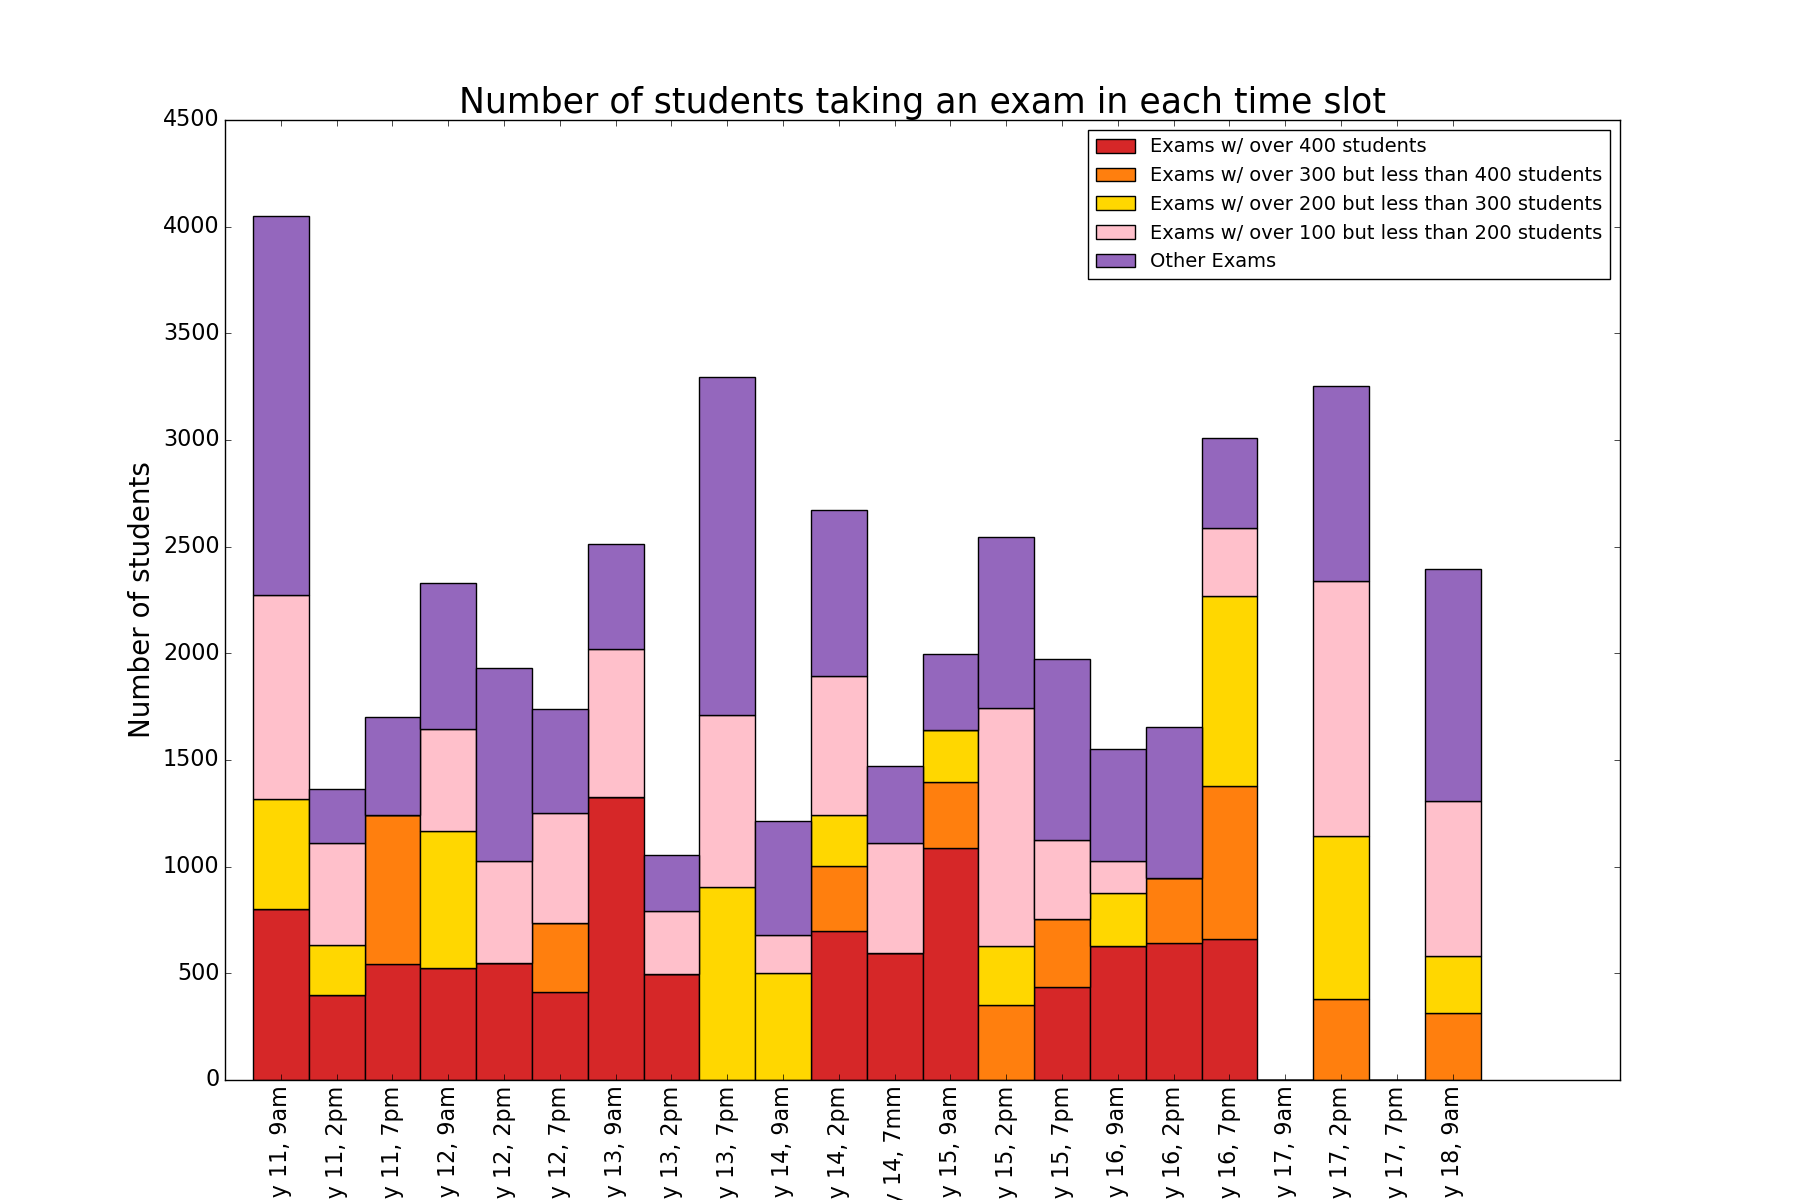 Number of students taking an exam in each time slot
4500
4000
3500
3000
2500
2000
1500
1000
500
0
Number of students
Exams w/ over 400 students
Exams w/ over 300 but less than 400 students
Exams w/ over 200 but less than 300 students
Exams w/ over 100 but less than 200 students
Other Exams
y 11, 9am
y 11, 2pm
y 11, 7pm
y 12, 9am
y 12, 2pm
y 12, 7pm
y 13, 9am
y 13, 2pm
y 13, 7pm
y 14, 9am
y 14, 2pm
y 14, 7mm
y 15, 9am
y 15, 2pm
y 15, 7pm
y 16, 9am
y 16, 2pm
y 16, 7pm
y 17, 9am
y 17, 2pm
y 17, 7pm
y 18, 9am